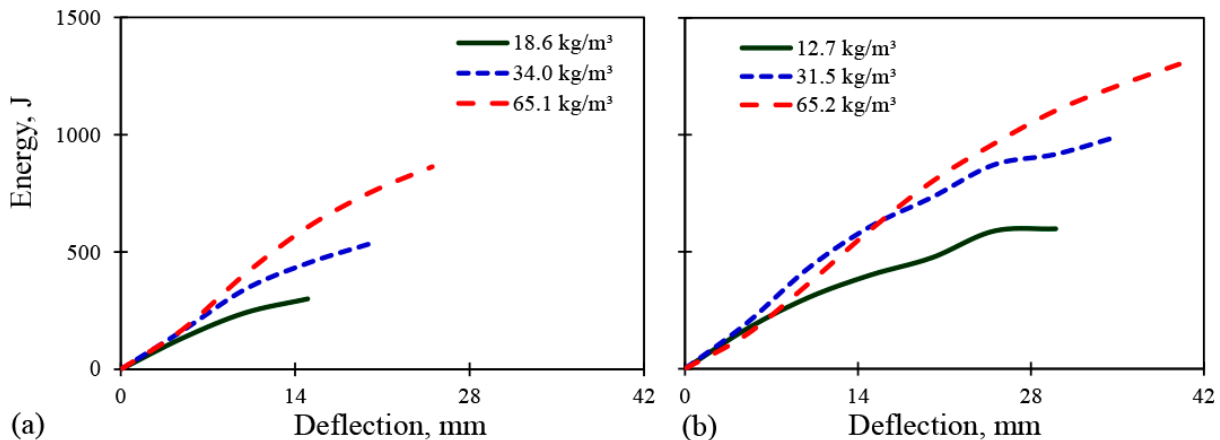 1500
1000
500
0
Energy, J
18.6 kg/m³
34.0 kg/m³
65.1 kg/m³
0 14 28 42
(a) Deflection, mm
12.7 kg/m³
31.5 kg/m³
65.2 kg/m³
0 14 28 42
(b) Deflection, mm